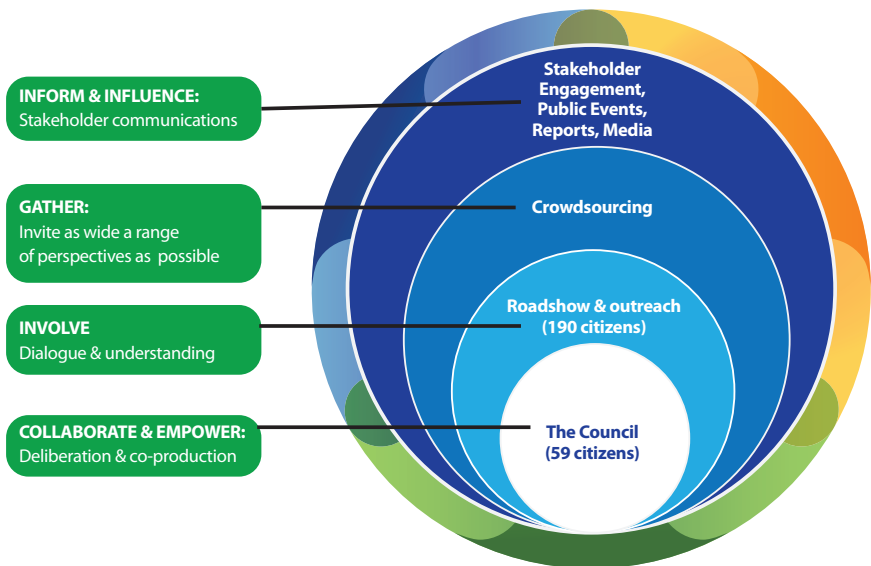 INFORM & INFLUENCE:
Stakeholder communications
GATHER:
Invite as wide a range
of perspectives as possible
INVOLVE
Dialogue & understanding
COLLABORATE & EMPOWER:
Deliberation & co-production
Stakeholder
Engagement,
Public Events,
Reports, Media
Crowdsourcing
Roadshow & outreach
(190 citizens)
The Council
(59 citizens)